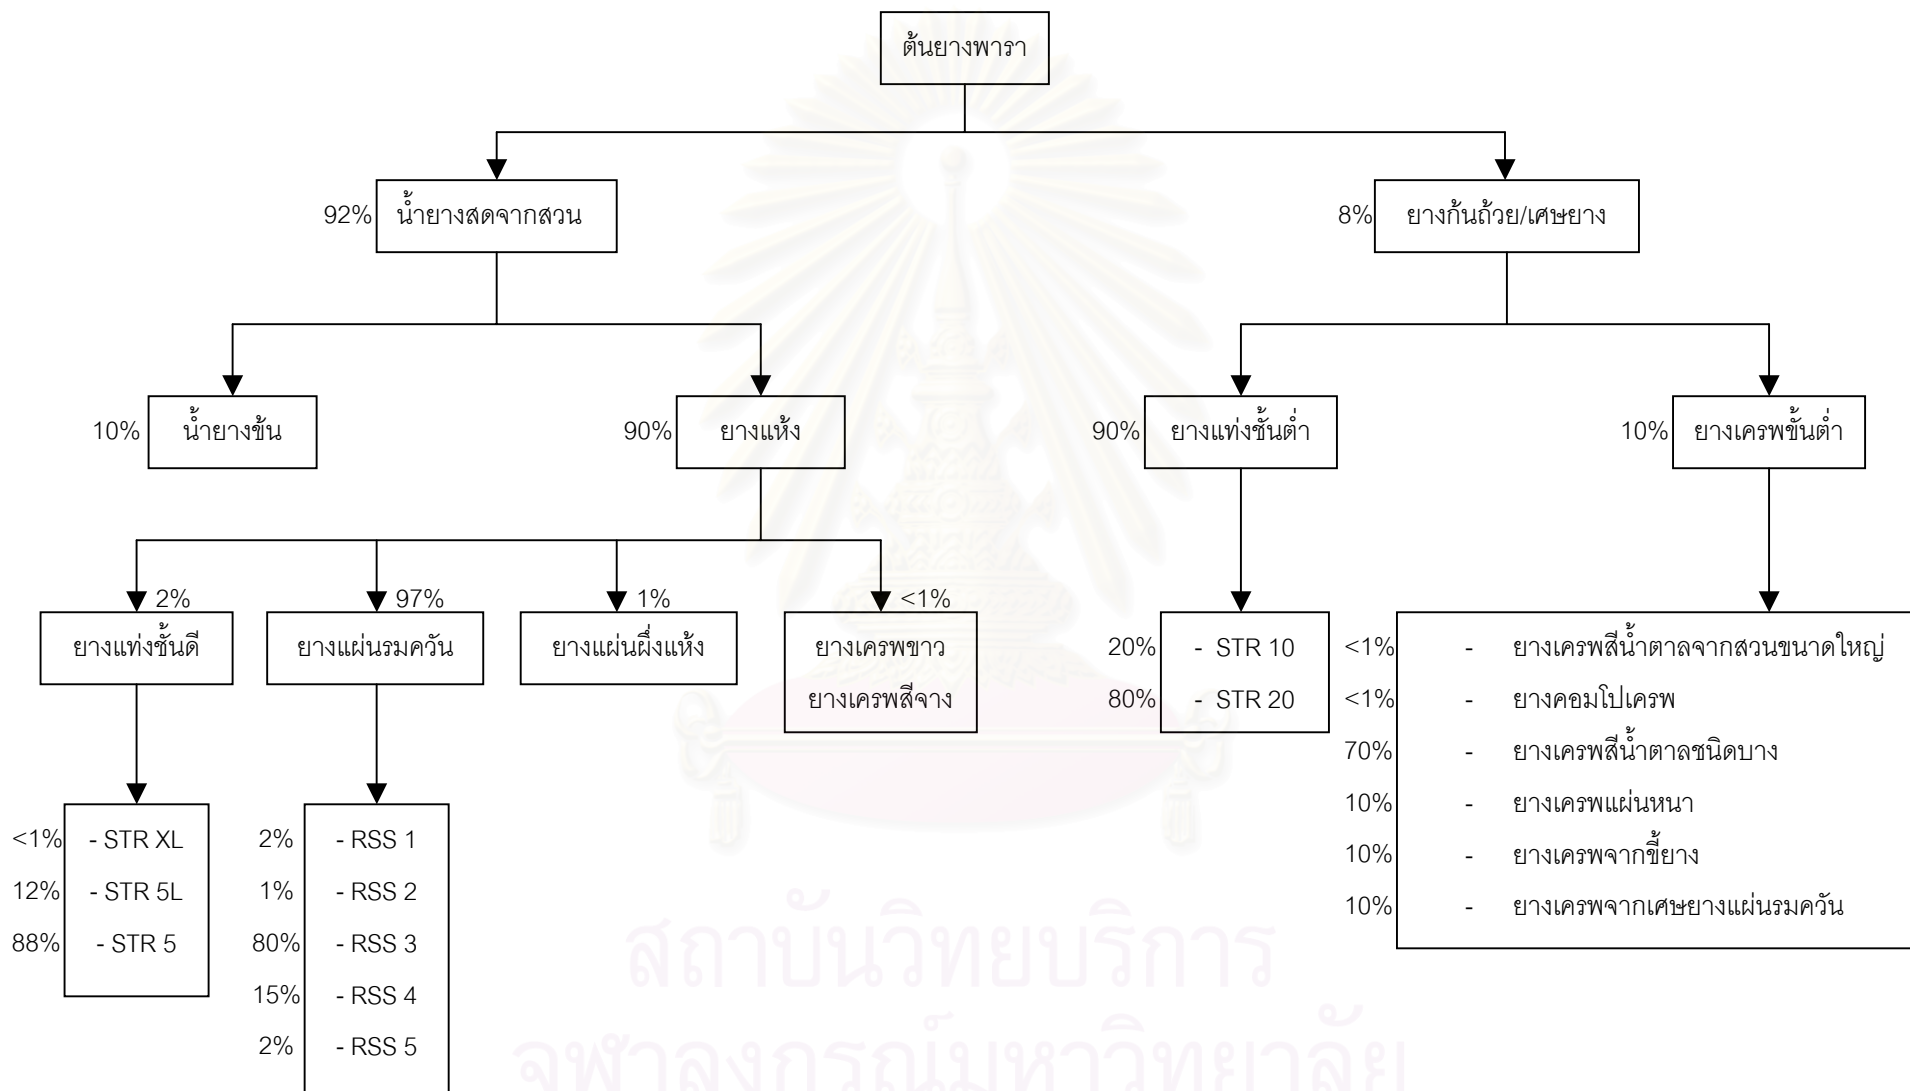 ต้นยางพารา
92% น้ำยางสดจากสวน
8% ยางก้นถ้วย/เศษยาง
10% น้ำยางข้น
90% ยางแห้ง
90% ยางแท่งชั้นต่ำ
10% ยางเครพขั้นต่ำ
2%
97%
1%
<1%
ยางแท่งชั้นดี
ยางแผ่นรมควัน
ยางแผ่นผึ่งแห้ง
ยางเครพขาว
ยางเครพสีจาง
20% - STR 10
80% - STR 20
<1% - ยางเครพสีน้ำตาลจากสวนขนาดใหญ่
<1% - ยางคอมโปเครพ
70% - ยางเครพสีน้ำตาลชนิดบาง
10% - ยางเครพแผ่นหนา
10% - ยางเครพจากขี้ยาง
10% - ยางเครพจากเศษยางแผ่นรมควัน
<1% - STR XL
12% - STR 5L
88% - STR 5
2% - RSS 1
1% - RSS 2
80% - RSS 3
15% - RSS 4
2% - RSS 5
สถาบันวิทยบริการ
จุฬาลงกรณ์มหาวิทยาลัย